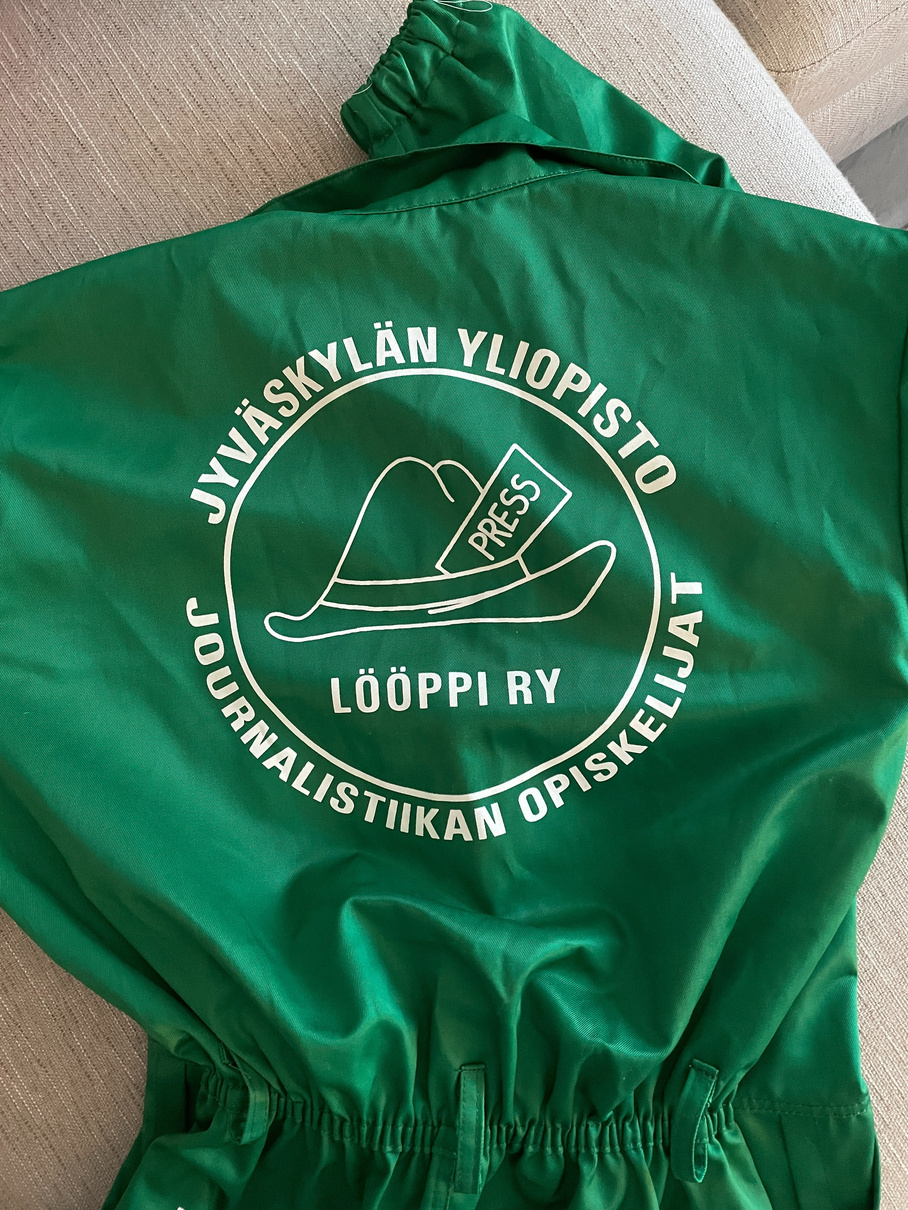 JYVÄSKYLÄN YLIOPISTO
PRESS
LÖÖPPI RY
JOURNALISTIIKAN OPISKELIJAT